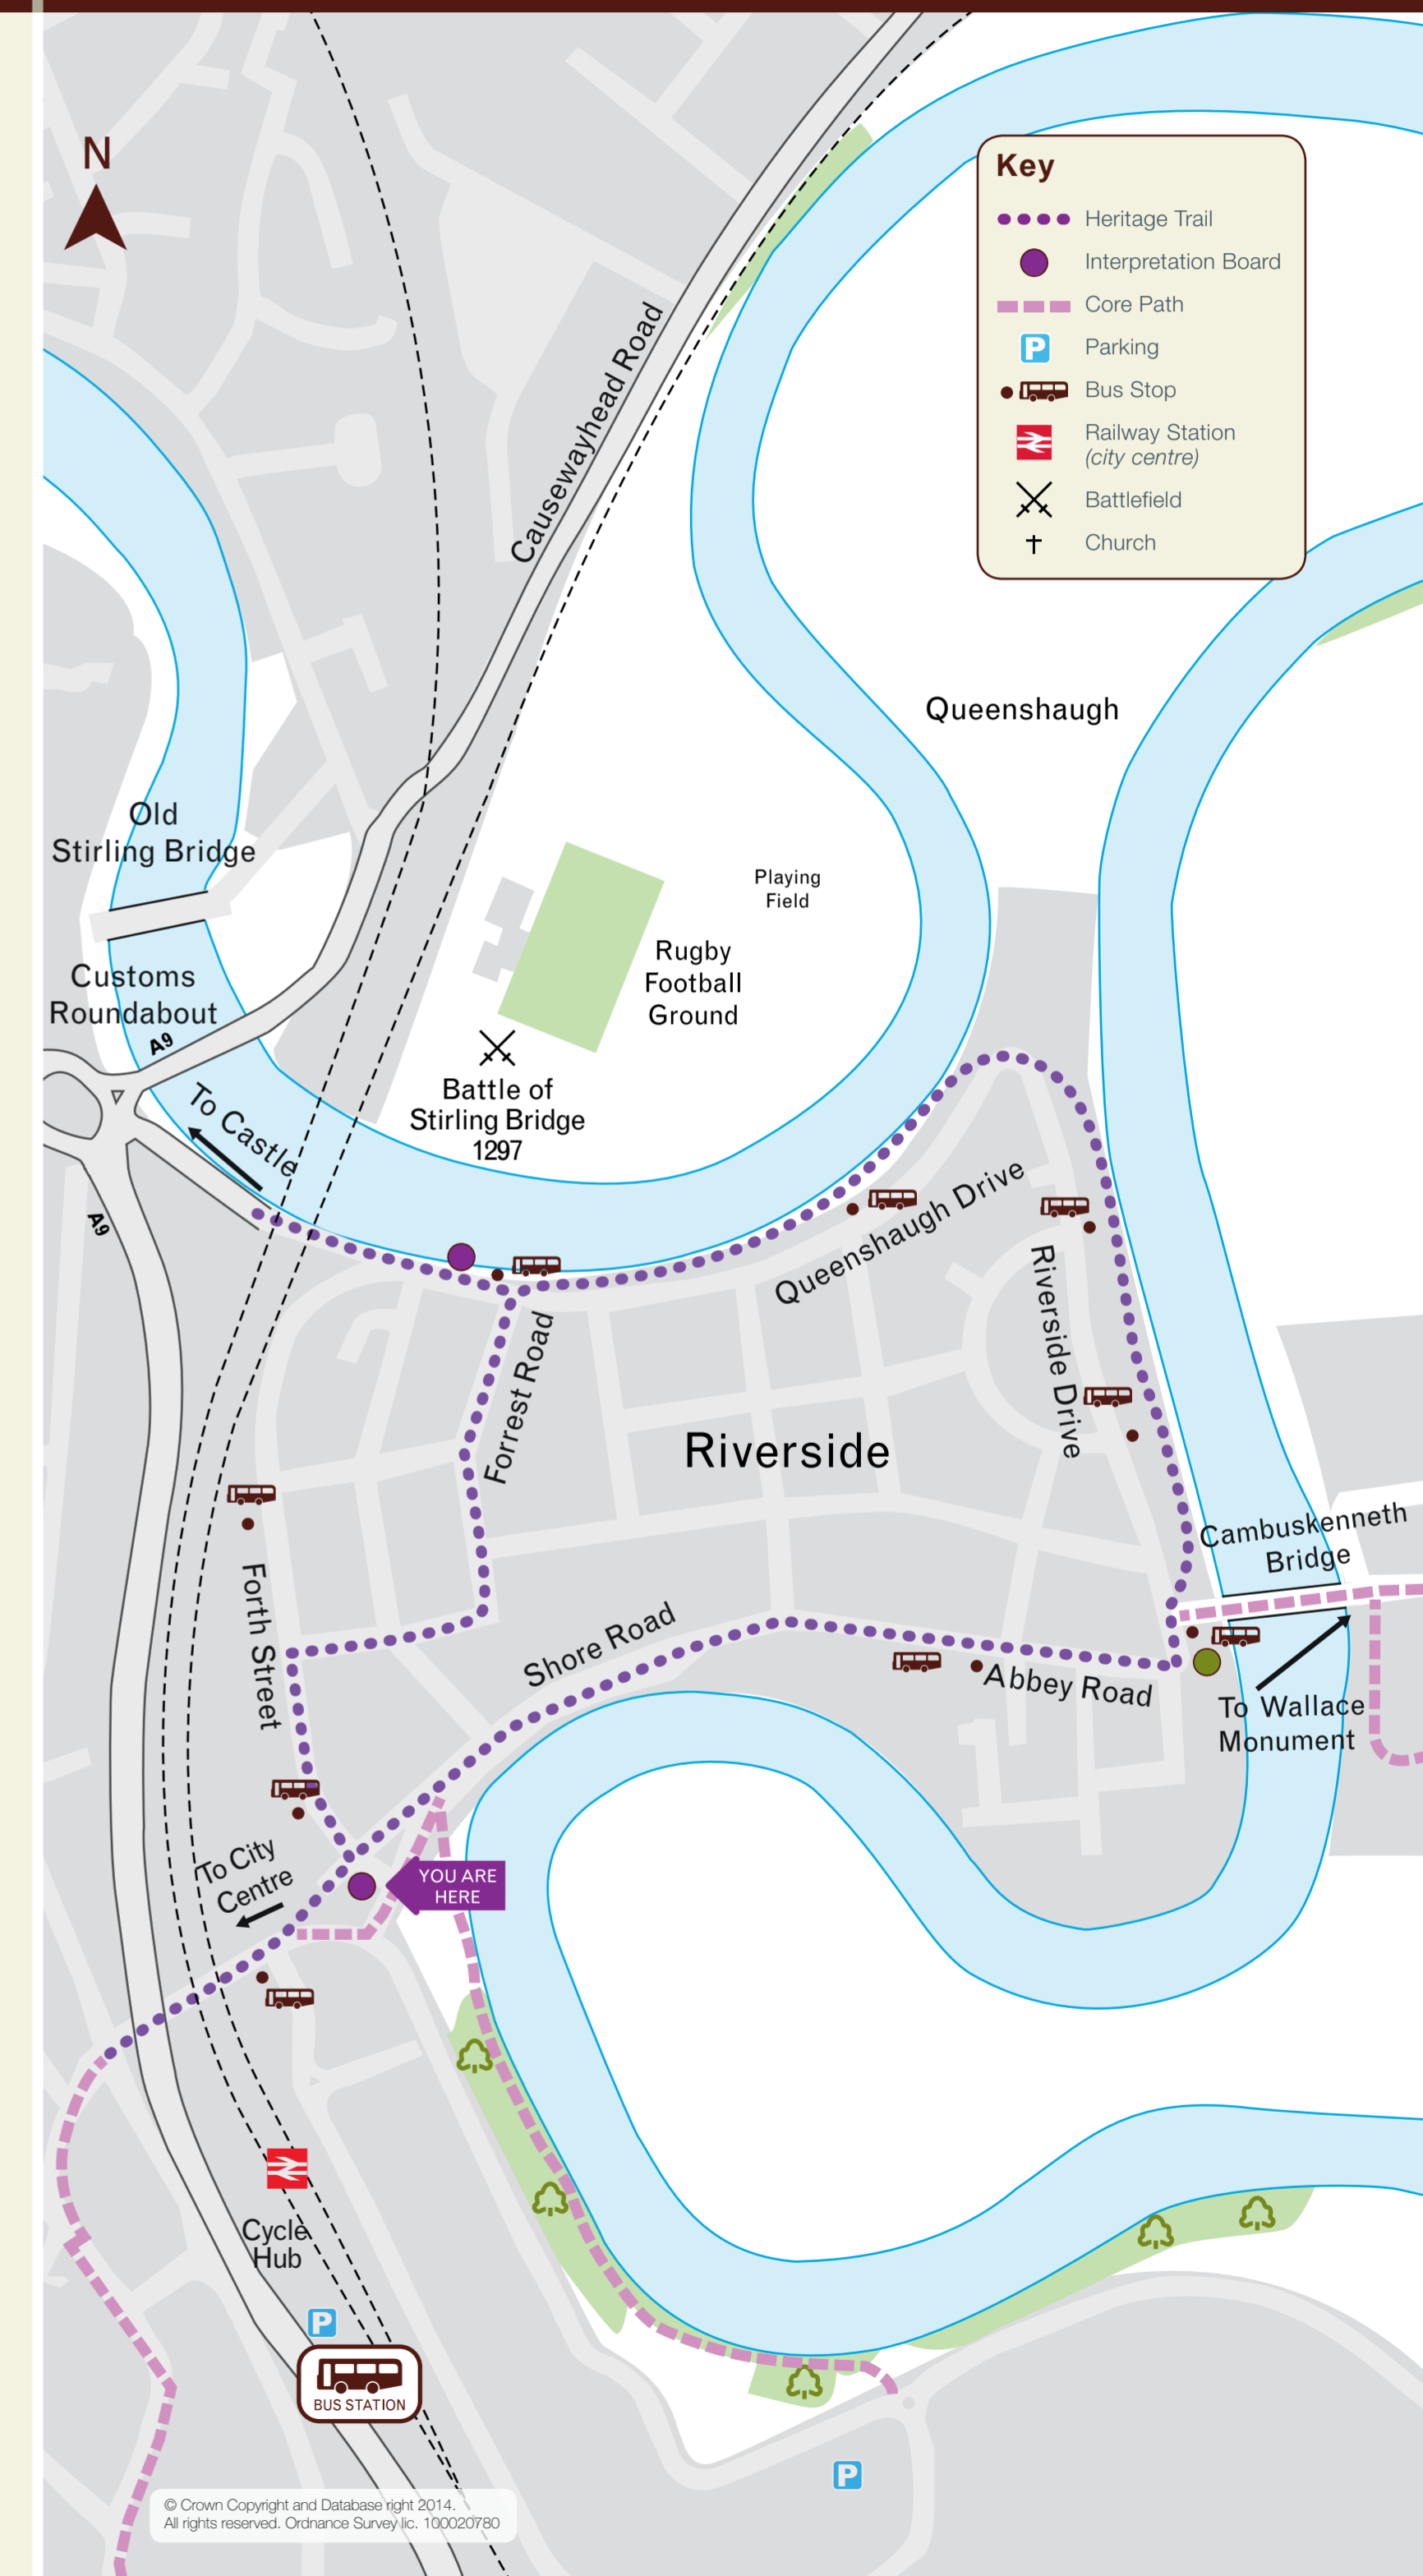 N
Key
Heritage Trail
Interpretation Board
Core Path
P
Parking
Bus Stop
Railway Station
(city centre)
Battlefield
Church
Causewayhead Road
Queenshaugh
Old
Stirling Bridge
Playing
Field
Rugby
Football
Ground
Customs
Roundabout
A9
To Castle
Battle of
Stirling Bridge
1297
A9
Queenshaugh Drive
Riverside Drive
Forrest Road
Riverside
Cambuskenneth
Bridge
Forth Street
Shore Road
Abbey Road
To Wallace
Monument
To City
Centre
YOU ARE
HERE
Cycle
Hub
P
BUS STATION
P
© Crown Copyright and Database right 2014.
All rights reserved. Ordnance Survey lic. 100020780